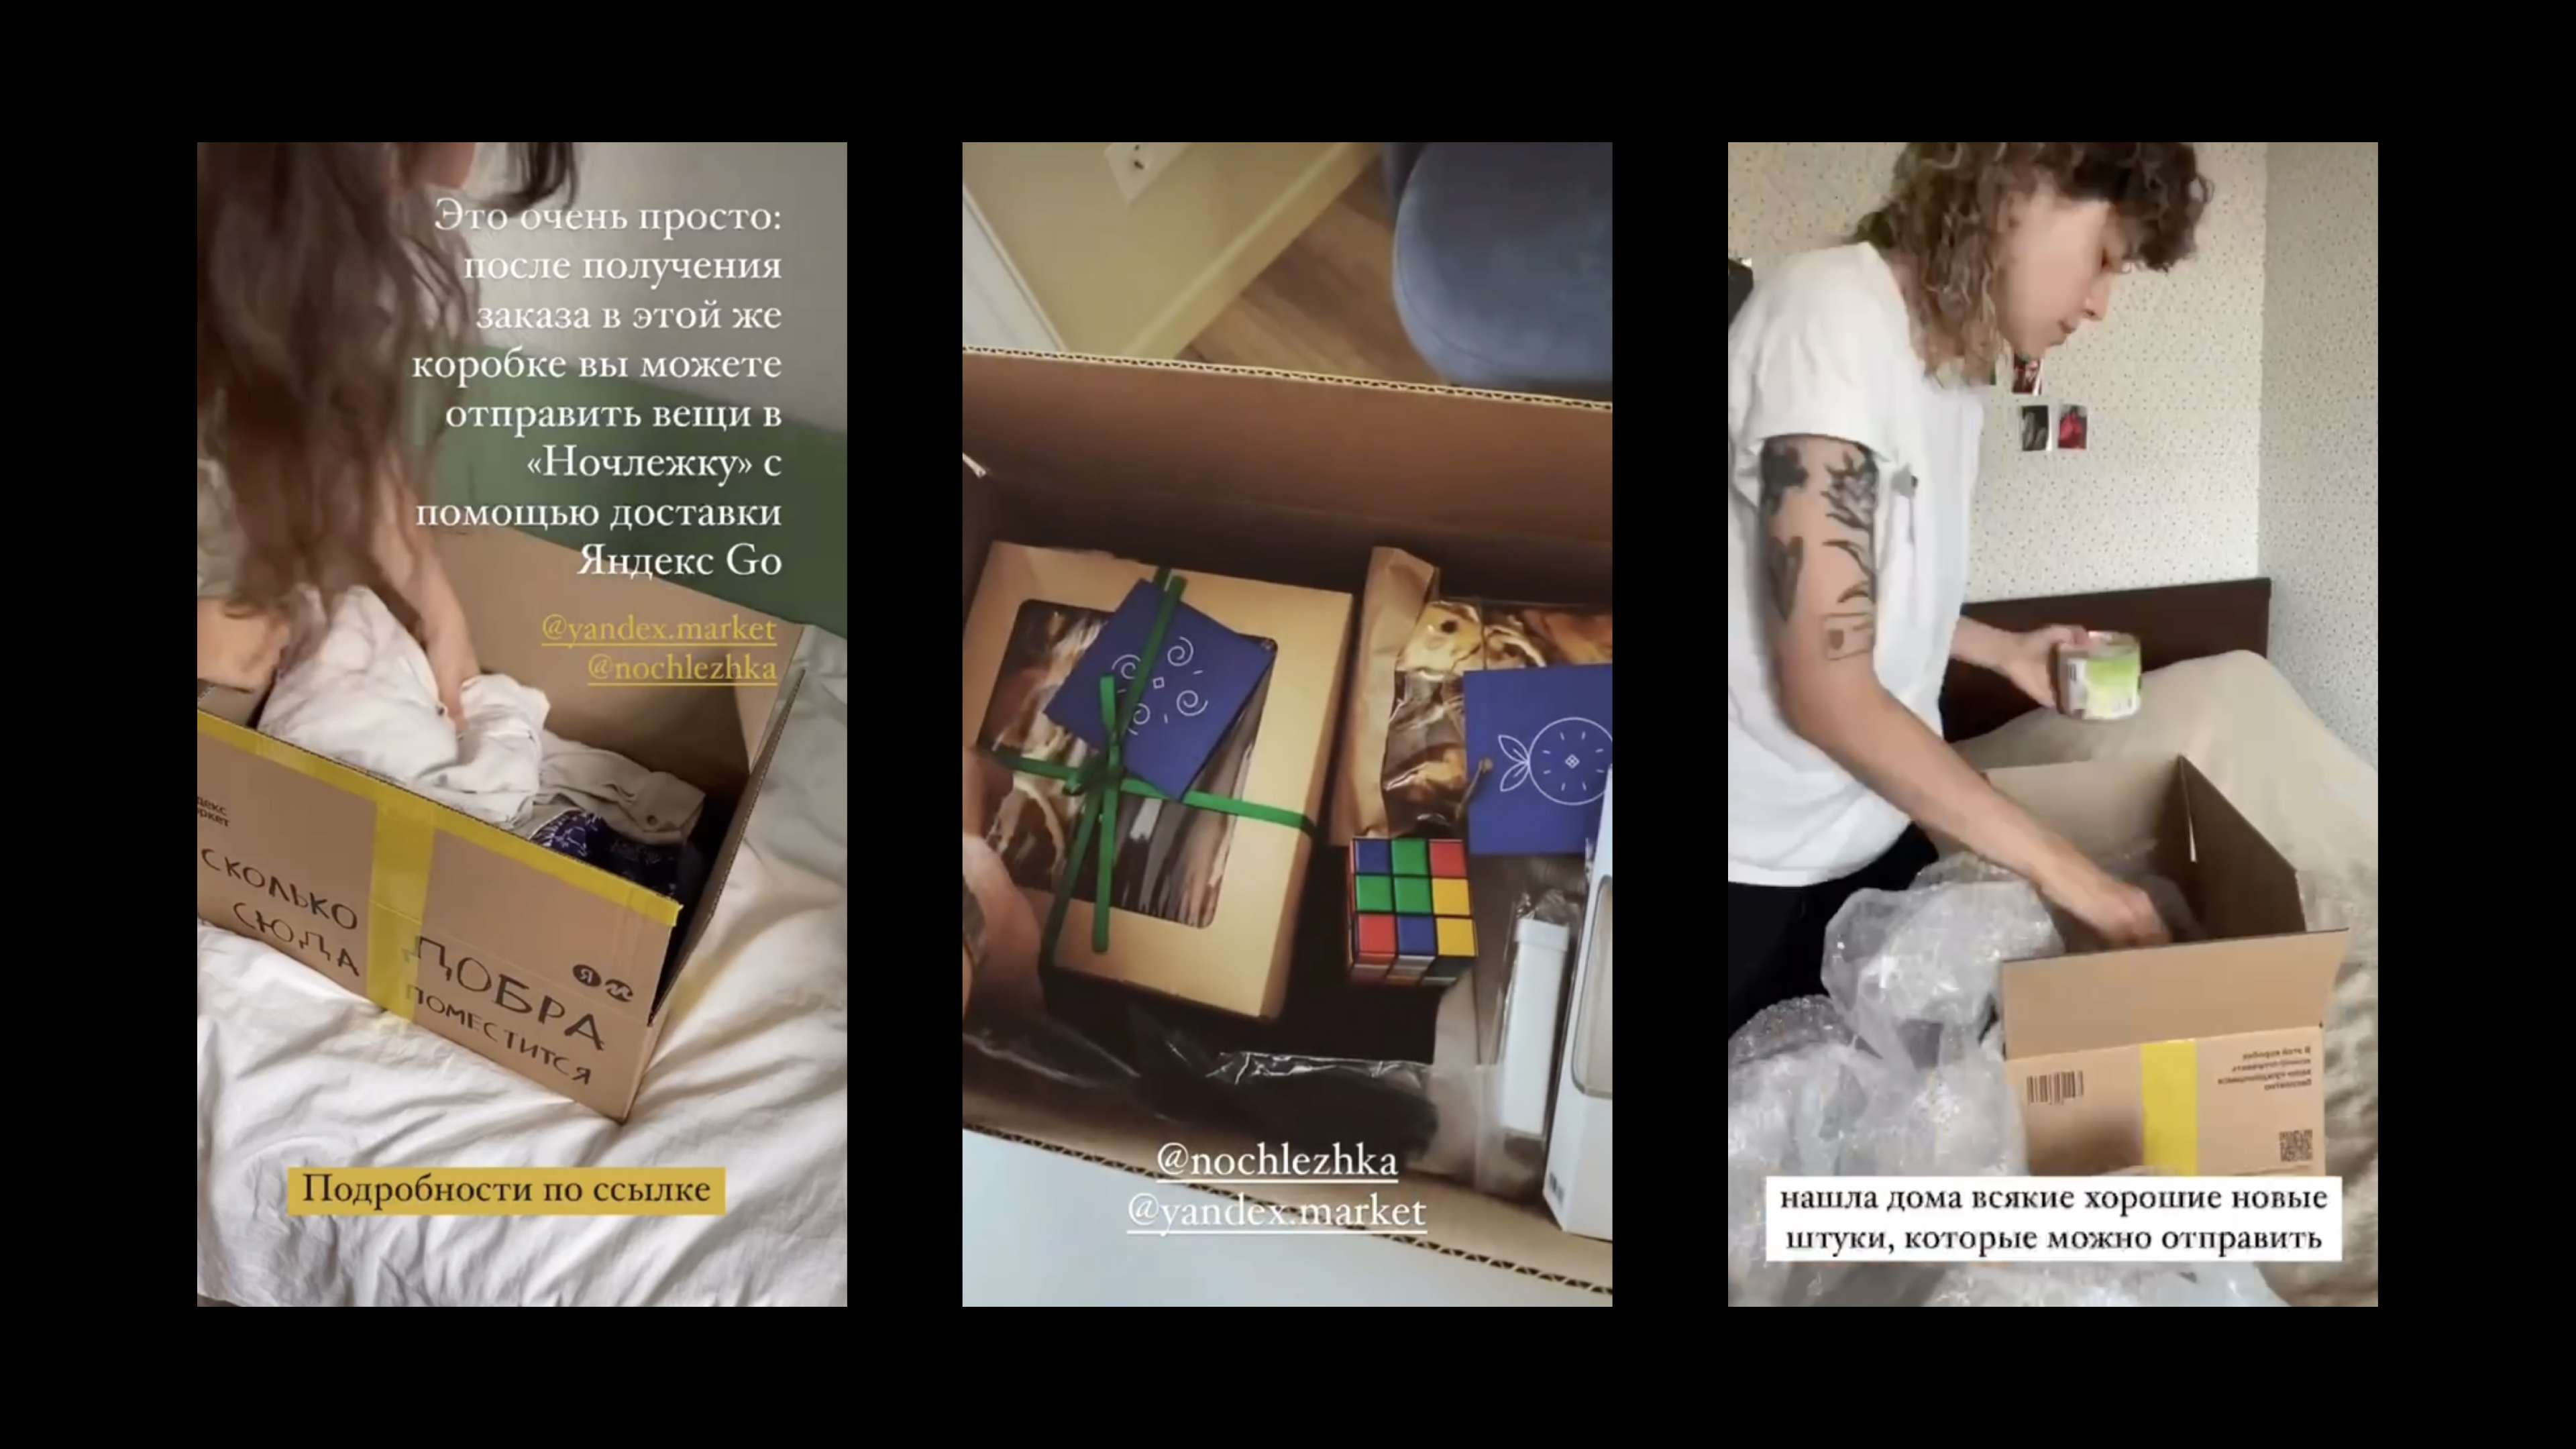 Это очень просто:
после получения
заказа в этой же
коробке вы можете
отправить вещи в
«Ночлежку» с
помощью доставки
Яндекс Go
@yandex.market
@nochlezhka
СКОЛЬКО
СЮДА
ДОБРА
ПОМЕСТИТСЯ
Подробности по ссылке
@nochlezhka
@yandex.market
нашла дома всякие хорошие новые
штуки, которые можно отправить